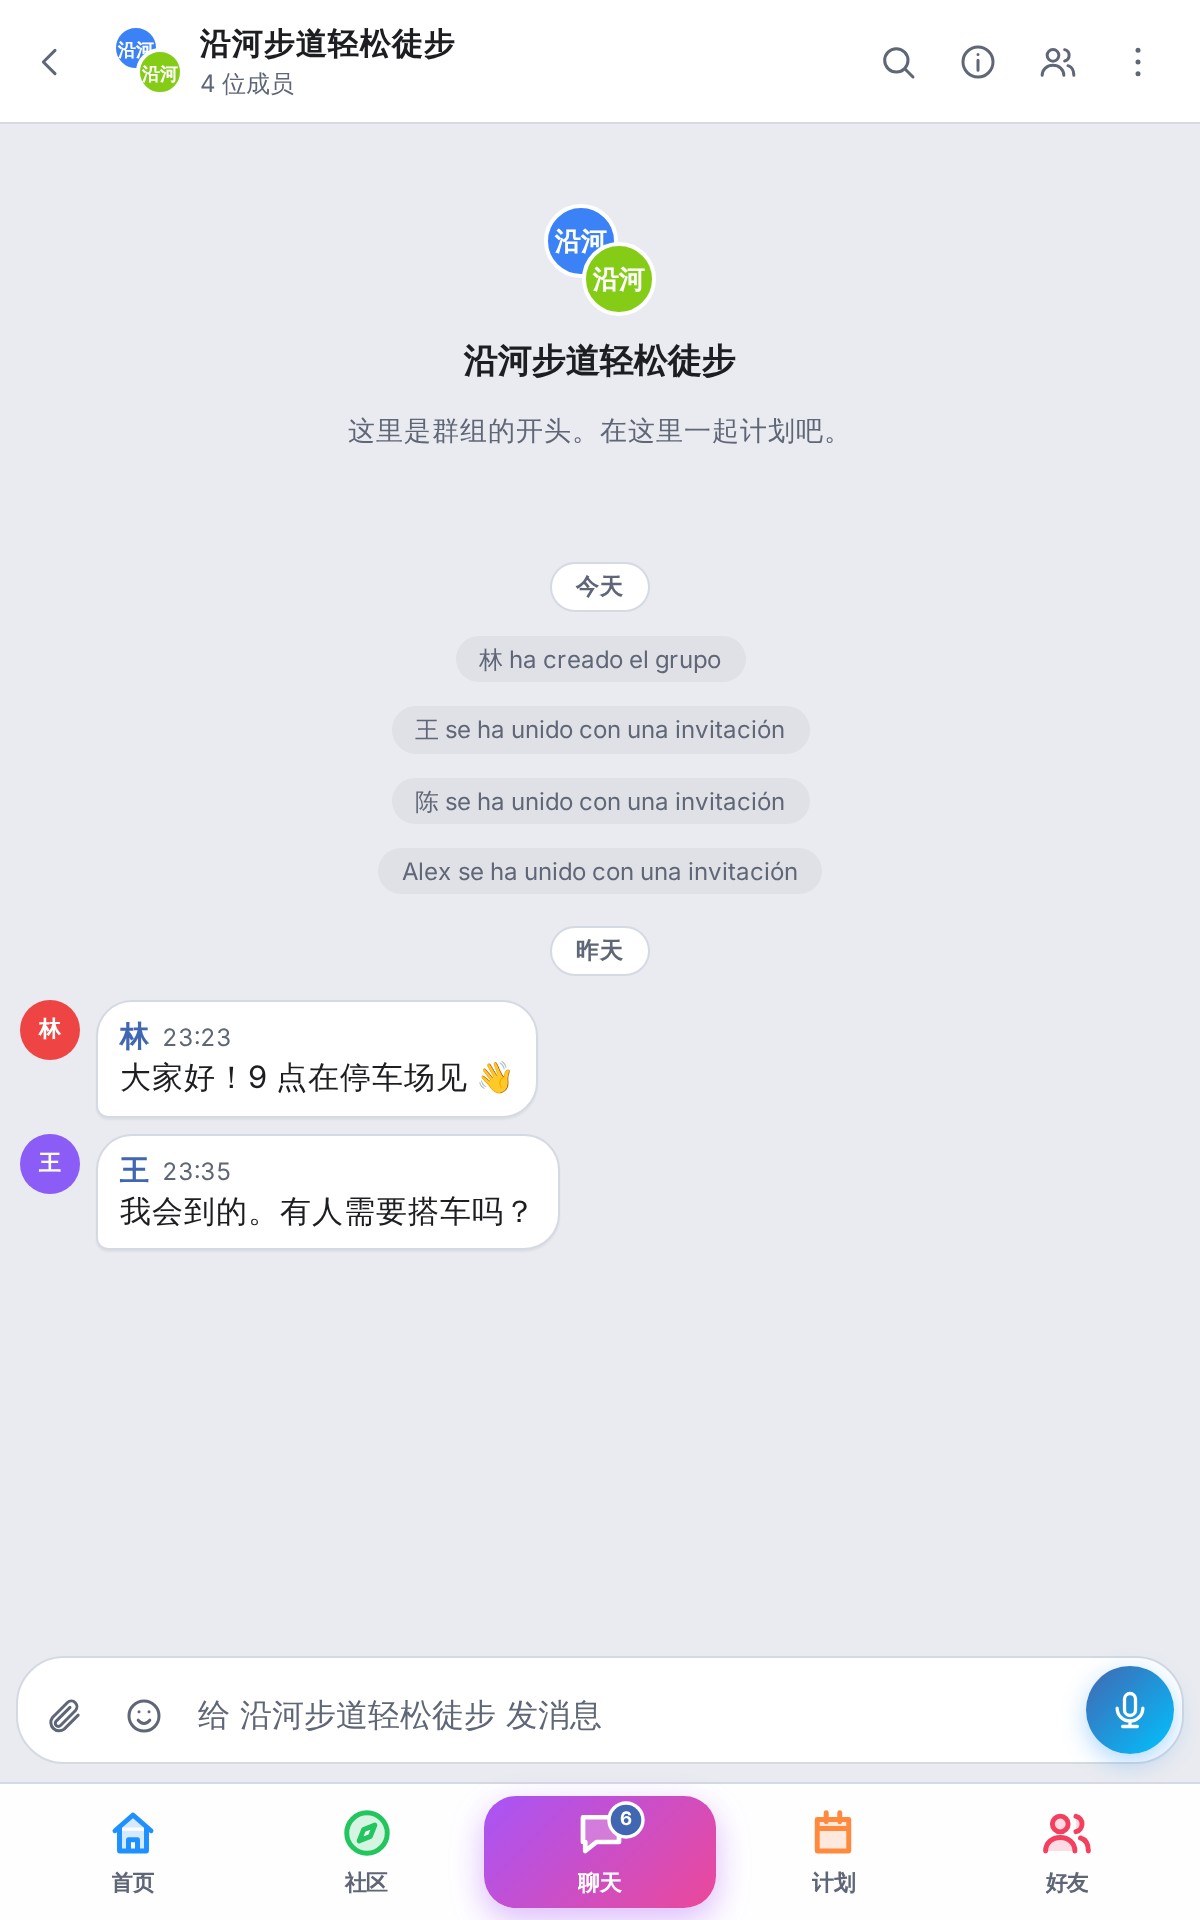 沿河
沿河
沿河步道轻松徒步
4 位成员
沿河
沿河
沿河步道轻松徒步
这里是群组的开头。在这里一起计划吧。
今天
林 ha creado el grupo
王 se ha unido con una invitación
陈 se ha unido con una invitación
Alex se ha unido con una invitación
昨天
林
林 23:23
大家好！9 点在停车场见 👋
王
王 23:35
我会到的。有人需要搭车吗？
给 沿河步道轻松徒步 发消息
6
首页
社区
聊天
计划
好友